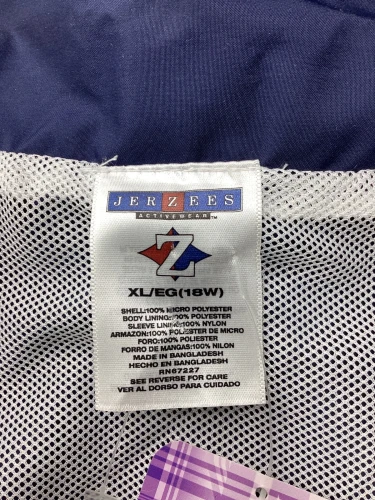 JERZEES
ACTIVEWEAR™
Z
XL/EG(18W)
SHELL:100% MICRO POLYESTER
BODY LINING:100% POLYESTER
SLEEVE LINING:100% NYLON
ARMAZON:100% POLIESTER DE MICRO
FORO:100% POLIESTER
FORRO DE MANGAS:100% NILON
MADE IN BANGLADESH
HECHO EN BANGLADESH
RN67227
SEE REVERSE FOR CARE
VER AL DORSO PARA CUIDADO